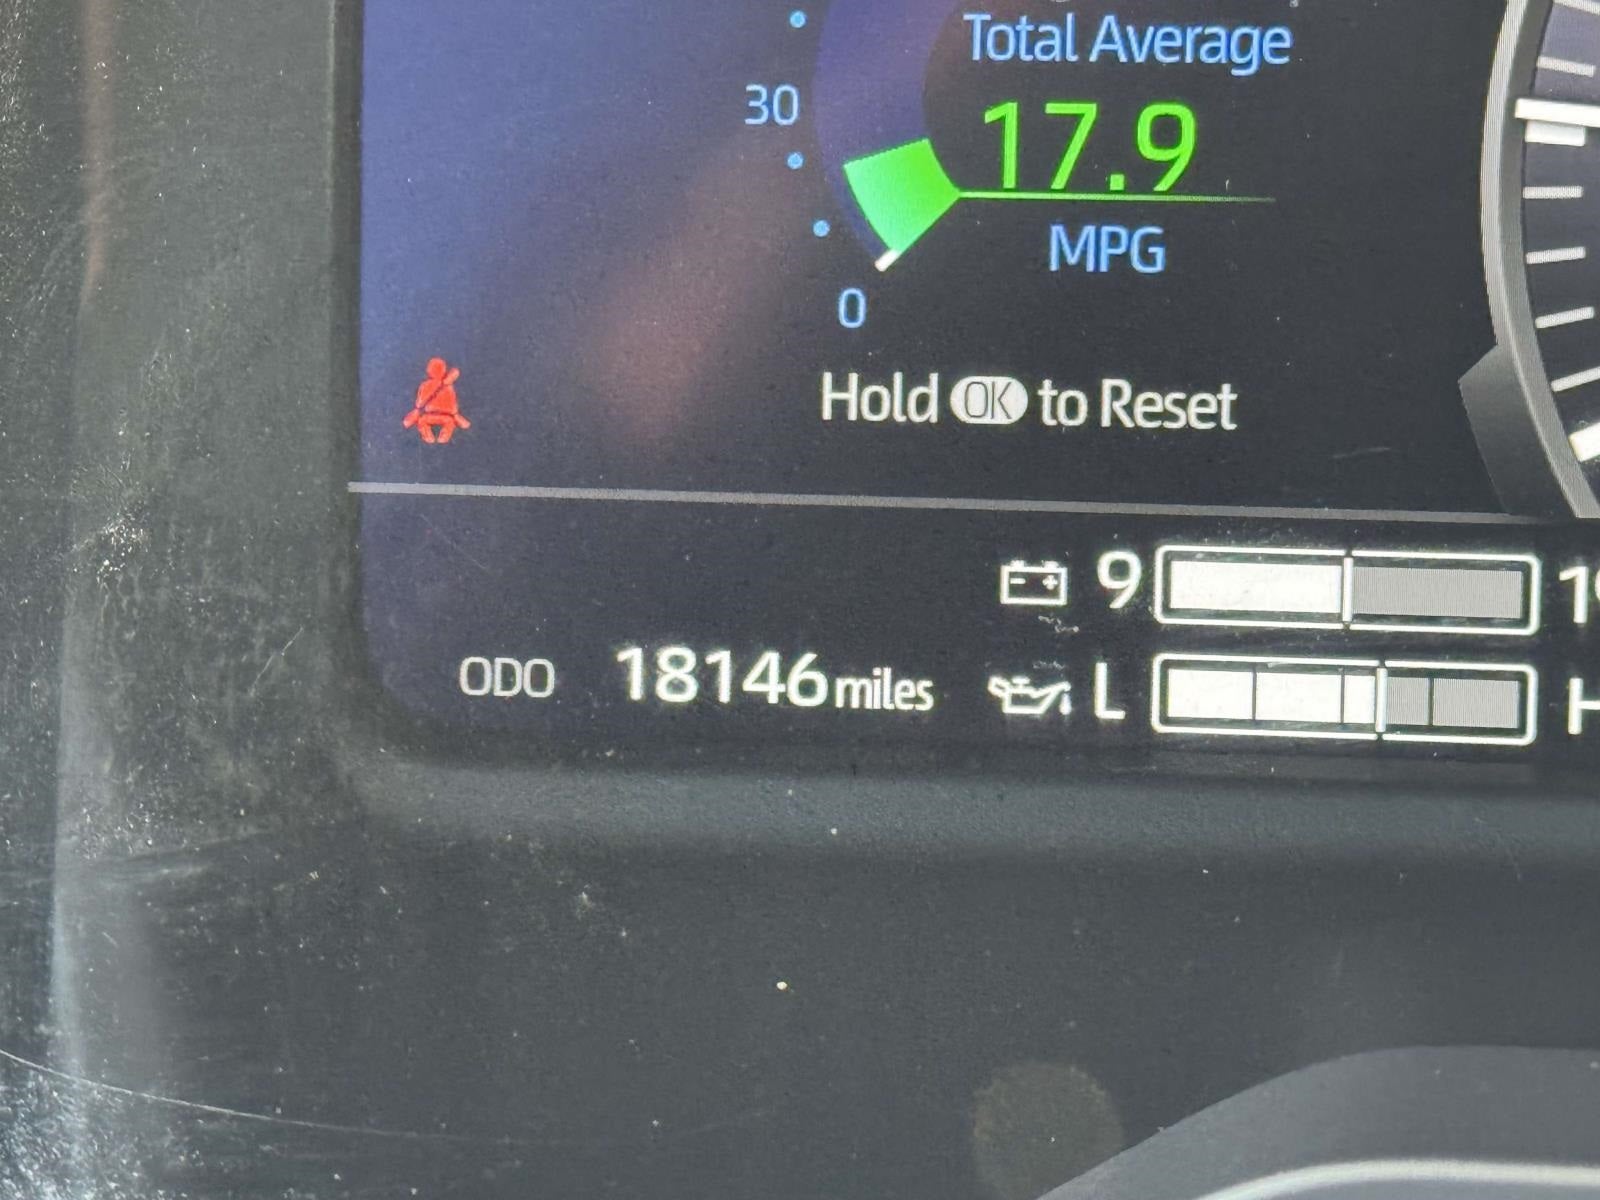 Total Average
30
17.9
MPG
0
Hold OK to Reset
9
ODO 18146 miles L